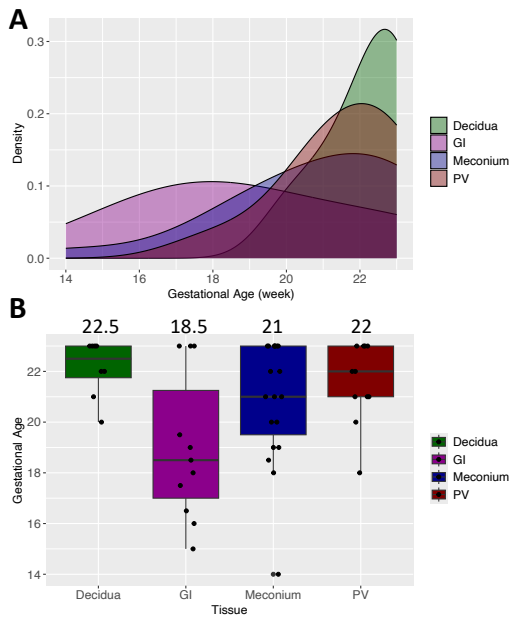 A
0.3
0.2
0.1
0.0
Density
14 16 18 20 22
Gestational Age (week)
Decidua
GI
Meconium
PV
B
22.5 18.5 21 22
22
20
18
16
14
Gestational Age
Decidua GI Meconium PV
Tissue
Decidua
GI
Meconium
PV